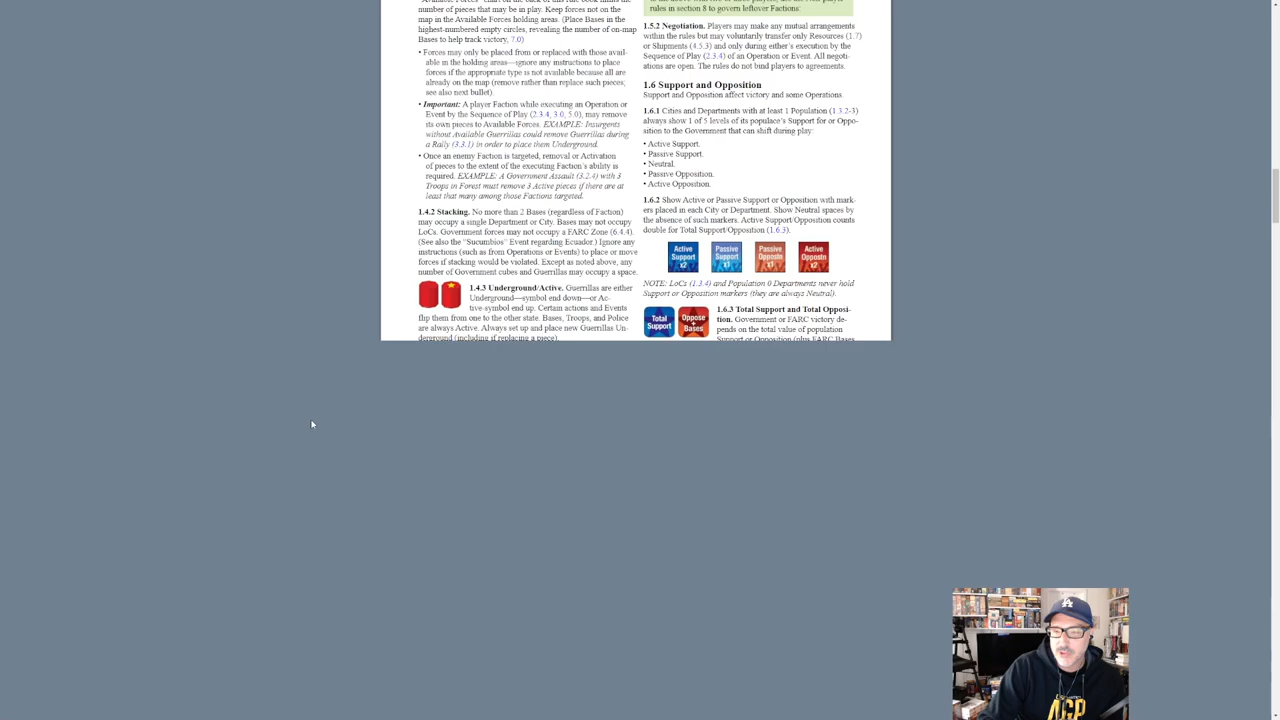 number of pieces that may be in play. Keep forces not on the
map in the Available Forces holding areas. (Place Bases in the
highest-numbered empty circles, revealing the number of on-map
Bases to help track victory, 7.0)
• Forces may only be placed from or replaced with those avail-
able in the holding areas—ignore any instructions to place
forces if the appropriate type is not available because all are
already on the map (remove rather than replace such pieces;
see also next bullet).
• Important: A player Faction while executing an Operation or
Event by the Sequence of Play (2.3.4, 3.0, 5.0), may remove
its own pieces to Available Forces. EXAMPLE: Insurgents
without Available Guerrillas could remove Guerrillas during
a Rally (3.3.1) in order to place them Underground.
• Once an enemy Faction is targeted, removal or Activation
of pieces to the extent of the executing Faction's ability is
required. EXAMPLE: A Government Assault (3.2.4) with 3
Troops in Forest must remove 3 Active pieces if there are at
least that many among those Factions targeted.
1.4.2 Stacking. No more than 2 Bases (regardless of Faction)
may occupy a single Department or City. Bases may not occupy
LoCs. Government forces may not occupy a FARC Zone (6.4.4).
(See also the "Sucumbios" Event regarding Ecuador.) Ignore any
instructions (such as from Operations or Events) to place or move
forces if stacking would be violated. Except as noted above, any
number of Government cubes and Guerrillas may occupy a space.
1.4.3 Underground/Active. Guerrillas are either
Underground—symbol end down—or Ac-
tive-symbol end up. Certain actions and Events
flip them from one to the other state. Bases, Troops, and Police
are always Active. Always set up and place new Guerrillas Un-
derground (including if replacing a piece).
rules in section 8 to govern leftover Factions:
1.5.2 Negotiation. Players may make any mutual arrangements
within the rules but may voluntarily transfer only Resources (1.7)
or Shipments (4.5.3) and only during either's execution by the
Sequence of Play (2.3.4) of an Operation or Event. All negoti-
ations are open. The rules do not bind players to agreements.
1.6 Support and Opposition
Support and Opposition affect victory and some Operations.
1.6.1 Cities and Departments with at least 1 Population (1.3.2-3)
always show 1 of 5 levels of its populace's Support for or Oppo-
sition to the Government that can shift during play:
• Active Support.
• Passive Support.
• Neutral.
• Passive Opposition.
• Active Opposition.
1.6.2 Show Active or Passive Support or Opposition with mark-
ers placed in each City or Department. Show Neutral spaces by
the absence of such markers. Active Support/Opposition counts
double for Total Support/Opposition (1.6.3).
Active Support x2
Passive Support x1
Passive Oppostn x1
Active Oppostn x2
NOTE: LoCs (1.3.4) and Population 0 Departments never hold
Support or Opposition markers (they are always Neutral).
Total Support
Oppose + Bases
1.6.3 Total Support and Total Opposi-
tion. Government or FARC victory de-
pends on the total value of population
Support or Opposition (plus FARC Bases